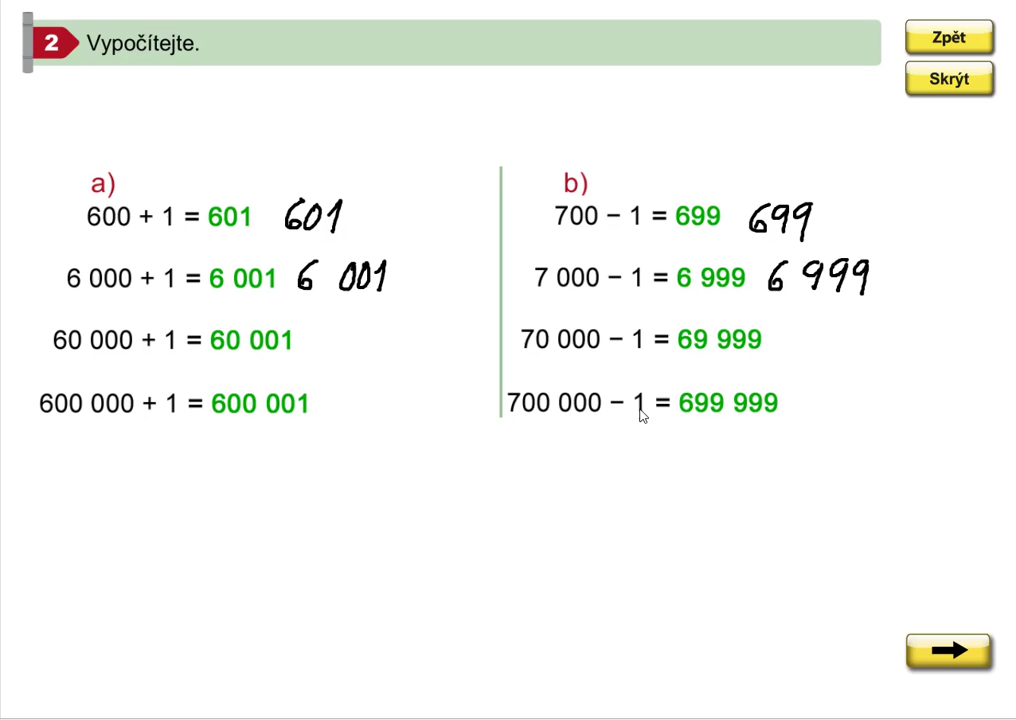 2 Vypočítejte.
Zpět
Skrýt
a)
600 + 1 = 601 601
6 000 + 1 = 6 001 6 001
60 000 + 1 = 60 001
600 000 + 1 = 600 001
b)
700 − 1 = 699 699
7 000 − 1 = 6 999 6 999
70 000 − 1 = 69 999
700 000 − 1 = 699 999